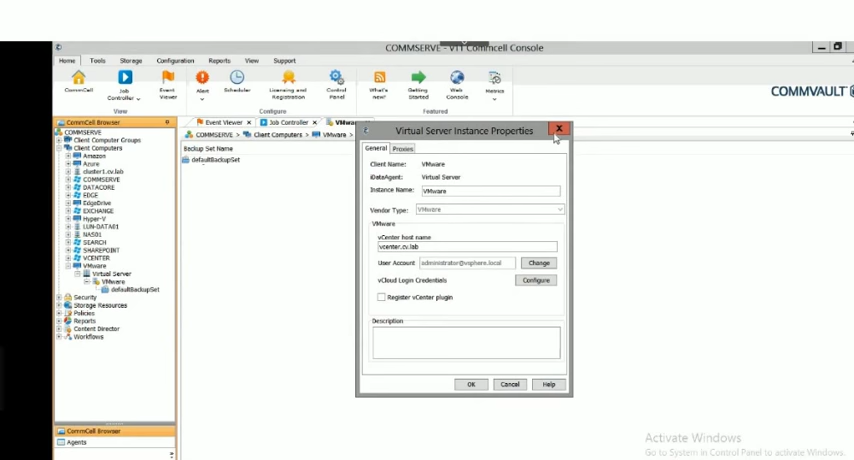 COMMSERVE - VTT Commcell Console
Home Tools Storage Configuration Reports View Support
CommCell
Job Controller
Event Viewer
Alert
Scheduler
Licensing and Registration
Control Panel
What's new?
Getting Started
Web Console
Metrics
View
Configure
Featured
COMMVAULT
CommCell Browser
Event Viewer
Job Controller
COMMSERVE > Client Computers > VMware >
COMMSERVE
Client Computer Groups
Client Computers
Amazon
Azure
cluster1.cv.lab
COMMSERVE
DATACORE
EDGE
EdgeDrive
EXCHANGE
Hyper-V
LUN-DATA01
NAS01
SEARCH
SHAREPOINT
VCENTER
VMware
Virtual Server
VMware
defaultBackupSet
Security
Storage Resources
Policies
Reports
Content Director
Workflows
CommCell Browser
Agents
Backup Set Name
defaultBackupSet
Virtual Server Instance Properties
General Proxies
Client Name: VMware
iDataAgent: Virtual Server
Instance Name: VMware
Vendor Type: VMware
VMware
vCenter host name
vcenter.cv.lab
User Account administrator@vsphere.local Change
vCloud Login Credentials Configure
Register vCenter plugin
Description
OK Cancel Help
Activate Windows
Go to System in Control Panel to activate Windows.